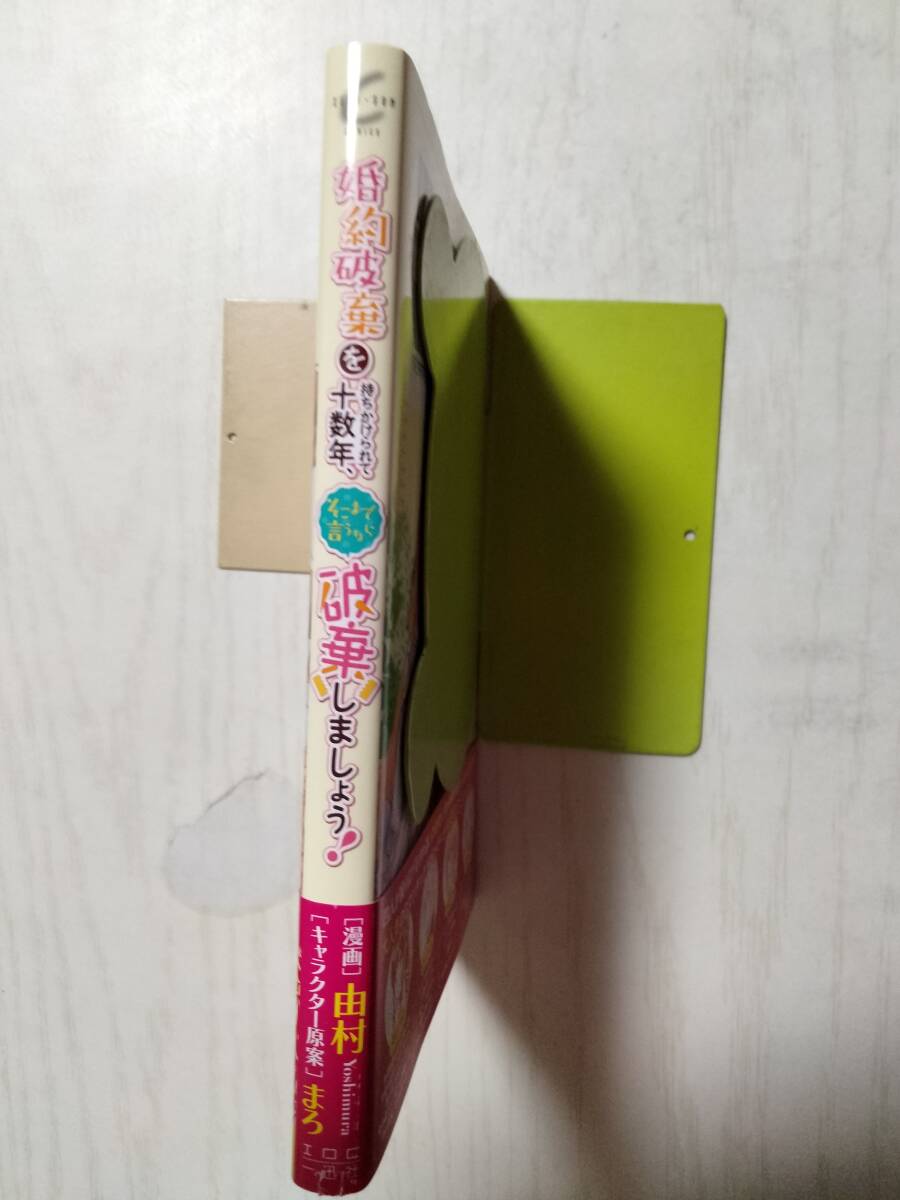 COMICS
婚約破棄を
持ちかけられて
十数年、
そこまで
言うなら
破棄しましょう!
[漫画]由村 Yoshimura
[キャラクター原案]まろ